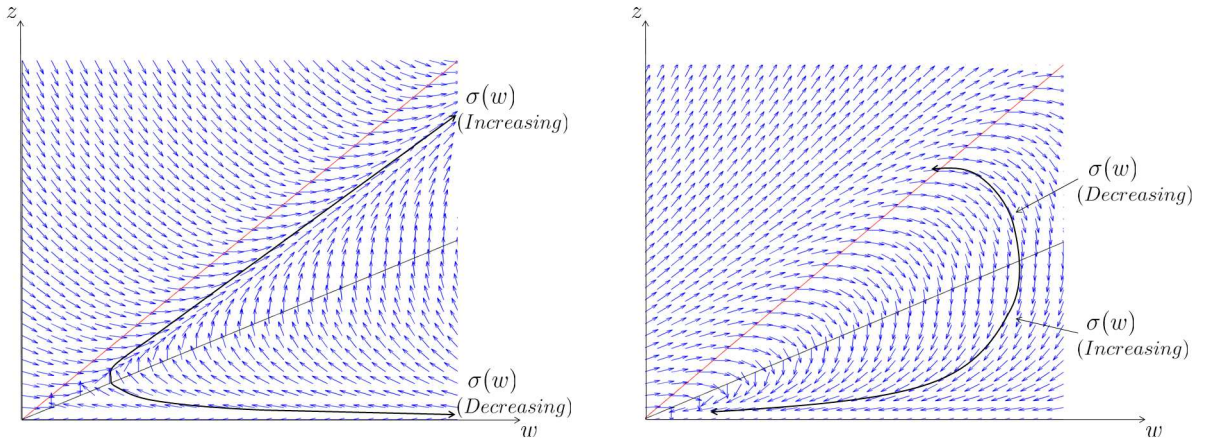 z
σ(w)
(Increasing)
σ(w)
(Decreasing)
w
z
σ(w)
(Decreasing)
σ(w)
(Increasing)
w